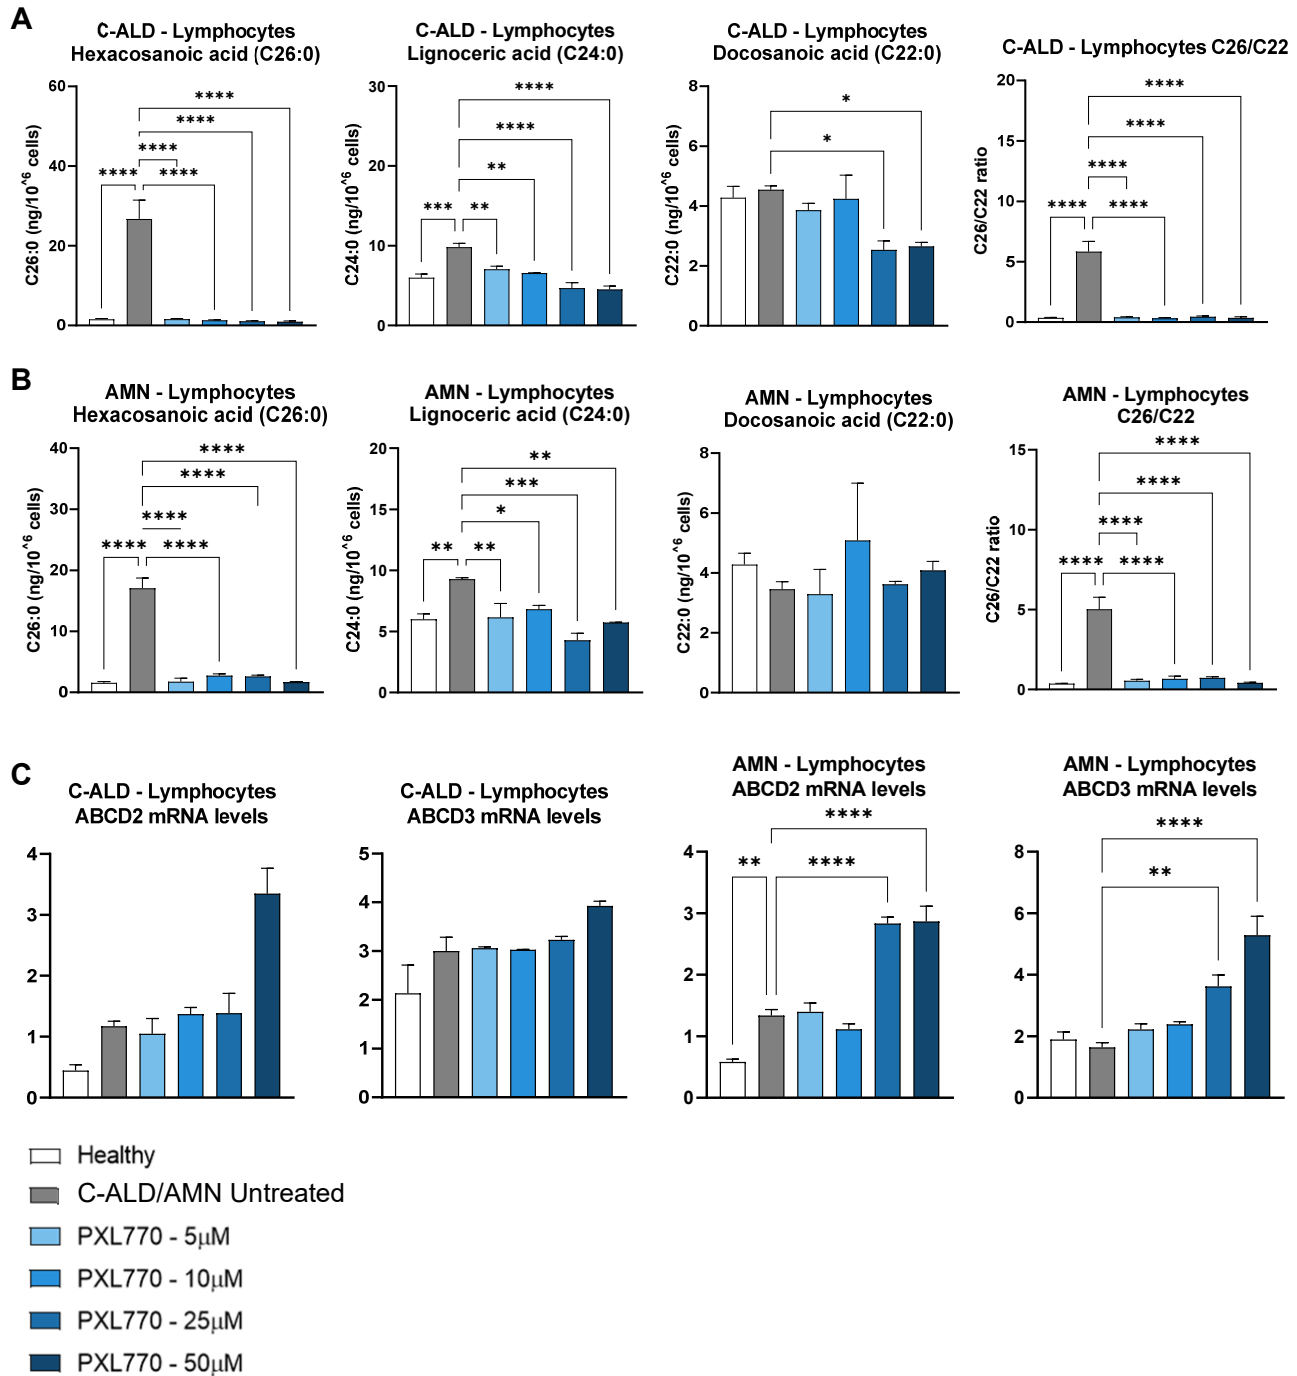 A
C-ALD - Lymphocytes
Hexacosanoic acid (C26:0)
C26:0 (ng/10^6 cells)
60
40
20
0
****
****
****
**** ****
C-ALD - Lymphocytes
Lignoceric acid (C24:0)
C24:0 (ng/10^6 cells)
30
20
10
0
****
****
**
*** **
C-ALD - Lymphocytes
Docosanoic acid (C22:0)
C22:0 (ng/10^6 cells)
8
6
4
2
0
*
*
C-ALD - Lymphocytes C26/C22
C26/C22 ratio
20
15
10
5
0
****
****
****
**** ****
B
AMN - Lymphocytes
Hexacosanoic acid (C26:0)
C26:0 (ng/10^6 cells)
40
30
20
10
0
****
****
****
**** ****
AMN - Lymphocytes
Lignoceric acid (C24:0)
C24:0 (ng/10^6 cells)
20
15
10
5
0
**
***
*
** **
AMN - Lymphocytes
Docosanoic acid (C22:0)
C22:0 (ng/10^6 cells)
8
6
4
2
0
AMN - Lymphocytes
C26/C22
C26/C22 ratio
15
10
5
0
****
****
****
**** ****
C
C-ALD - Lymphocytes
ABCD2 mRNA levels
4
3
2
1
0
C-ALD - Lymphocytes
ABCD3 mRNA levels
5
4
3
2
1
0
AMN - Lymphocytes
ABCD2 mRNA levels
4
3
2
1
0
****
** ****
AMN - Lymphocytes
ABCD3 mRNA levels
8
6
4
2
0
****
**
Healthy
C-ALD/AMN Untreated
PXL770 - 5μM
PXL770 - 10μM
PXL770 - 25μM
PXL770 - 50μM